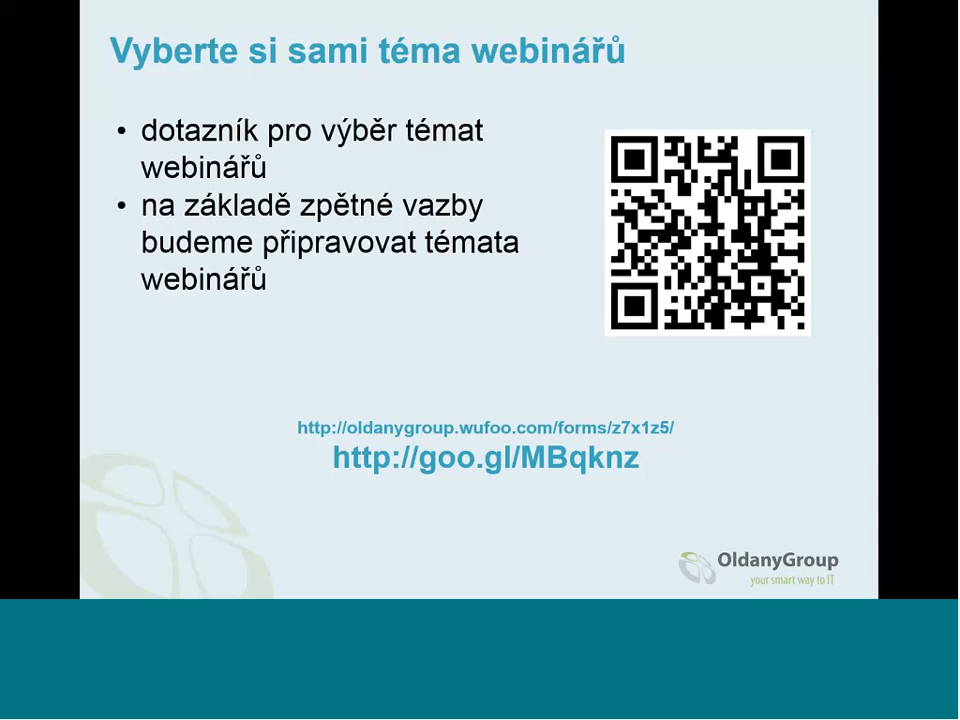 Vyberte si sami téma webinářů
• dotazník pro výběr témat
webinářů
• na základě zpětné vazby
budeme připravovat témata
webinářů
http://oldanygroup.wufoo.com/forms/z7x1z5/
http://goo.gl/MBqknz
OldanyGroup
your smart way to IT